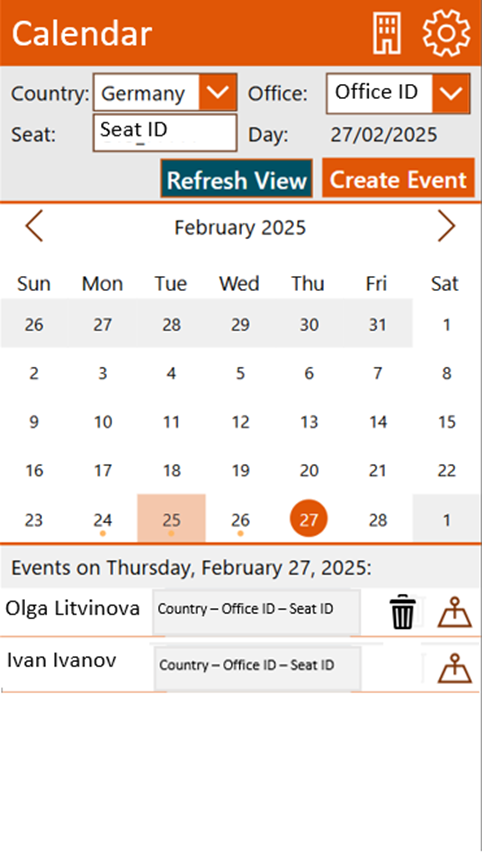 Calendar
Country: Germany Office: Office ID
Seat: Seat ID Day: 27/02/2025
Refresh View Create Event
February 2025
Sun Mon Tue Wed Thu Fri Sat
26 27 28 29 30 31 1
2 3 4 5 6 7 8
9 10 11 12 13 14 15
16 17 18 19 20 21 22
23 24 25 26 27 28 1
Events on Thursday, February 27, 2025:
Olga Litvinova Country – Office ID – Seat ID
Ivan Ivanov Country – Office ID – Seat ID